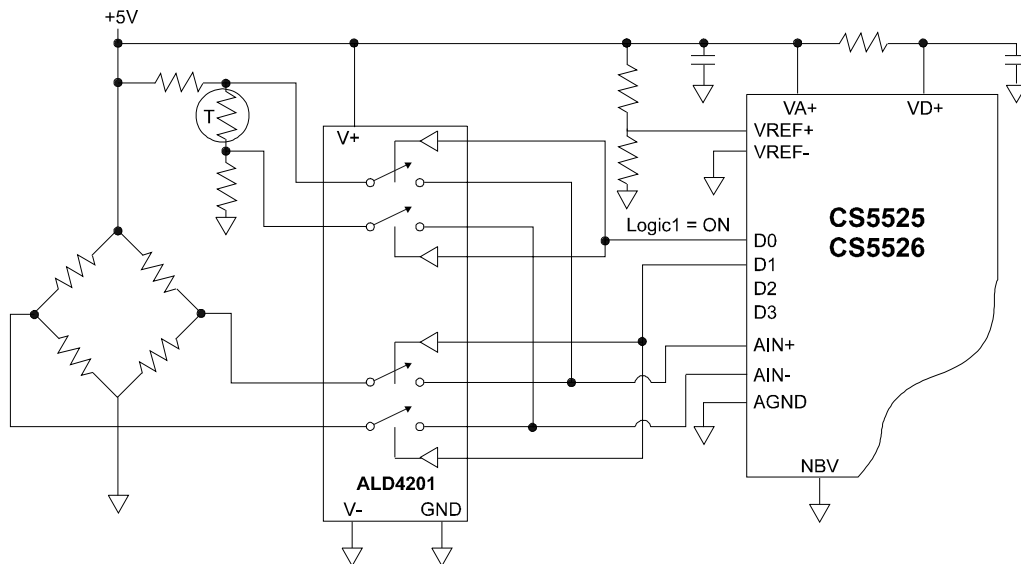 +5V
T
V+
VA+
VD+
VREF+
VREF-
CS5525
CS5526
Logic1 = ON
D0
D1
D2
D3
AIN+
AIN-
AGND
NBV
ALD4201
V-
GND